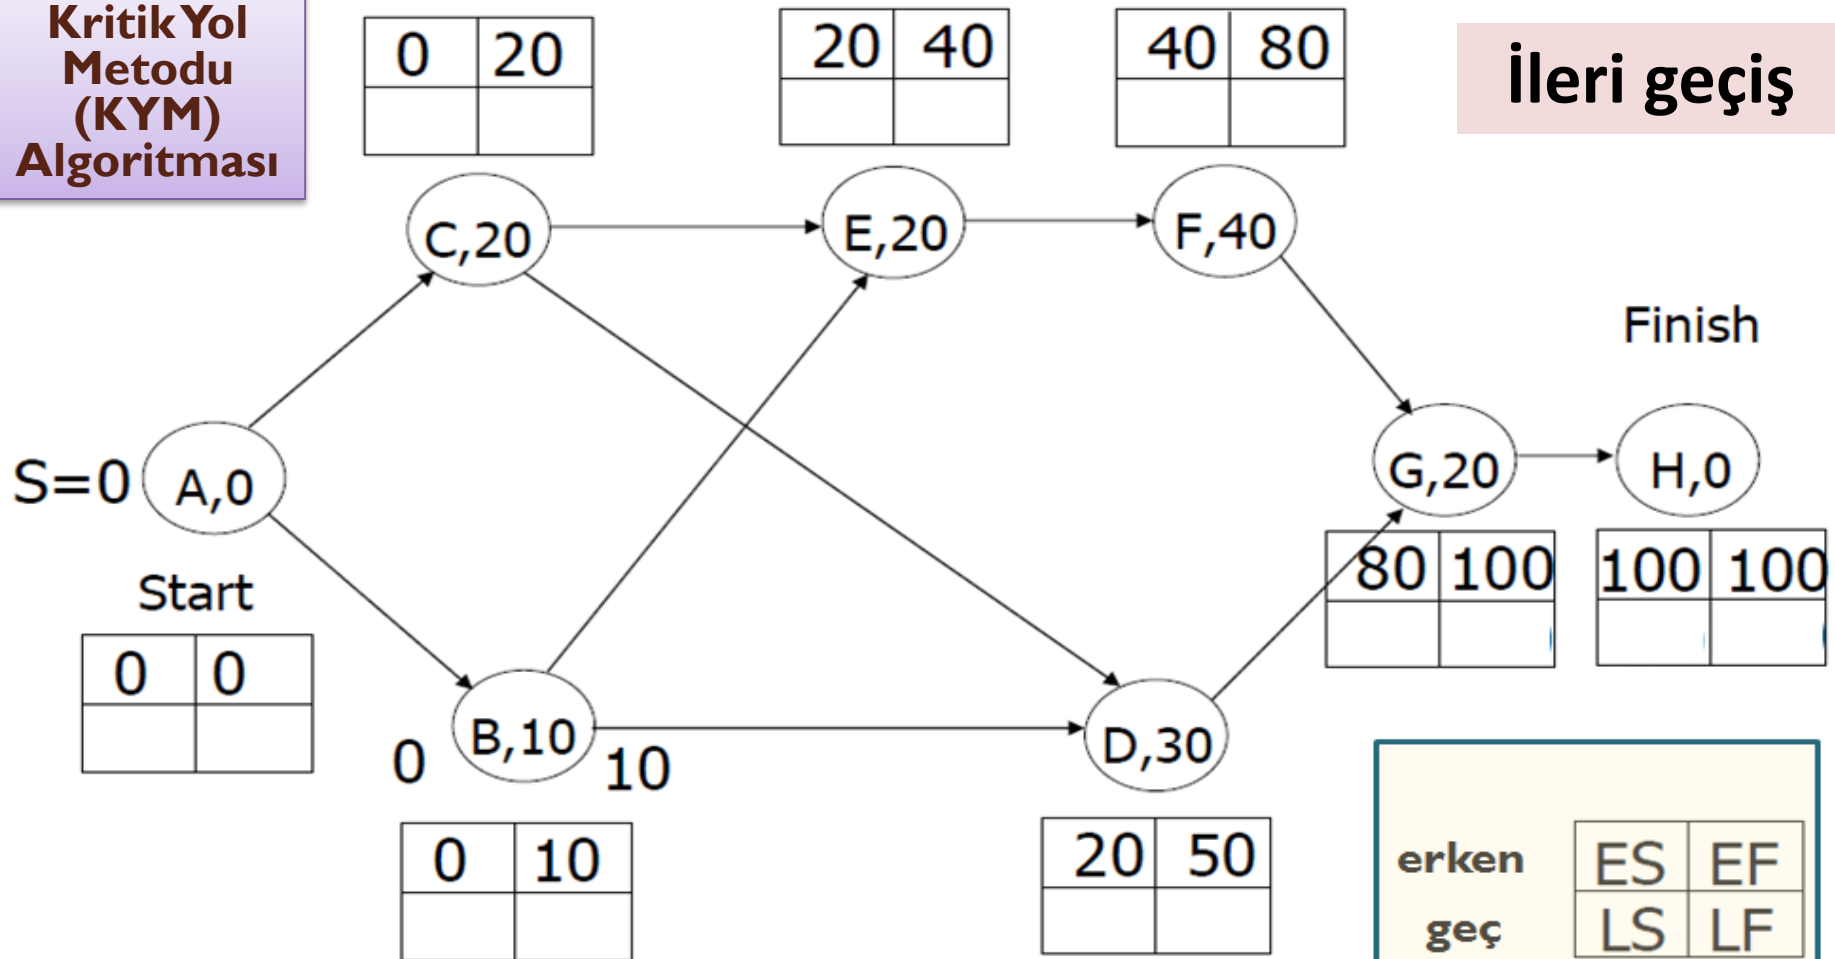 Kritik Yol
Metodu
(KYM)
Algoritması
0 20
20 40
40 80
İleri geçiş
C,20
E,20
F,40
Finish
S=0
A,0
G,20
H,0
Start
80 100
100 100
0 0
0
B,10
10
D,30
0 10
20 50
erken
ES EF
geç
LS LF